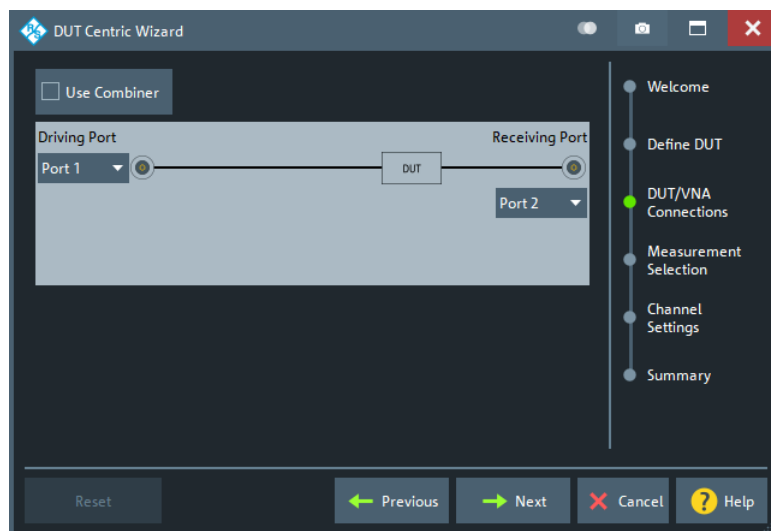 DUT Centric Wizard
Use Combiner
Driving Port
Receiving Port
Port 1
DUT
Port 2
Welcome
Define DUT
DUT/VNA
Connections
Measurement
Selection
Channel
Settings
Summary
Reset
Previous
Next
Cancel
? Help